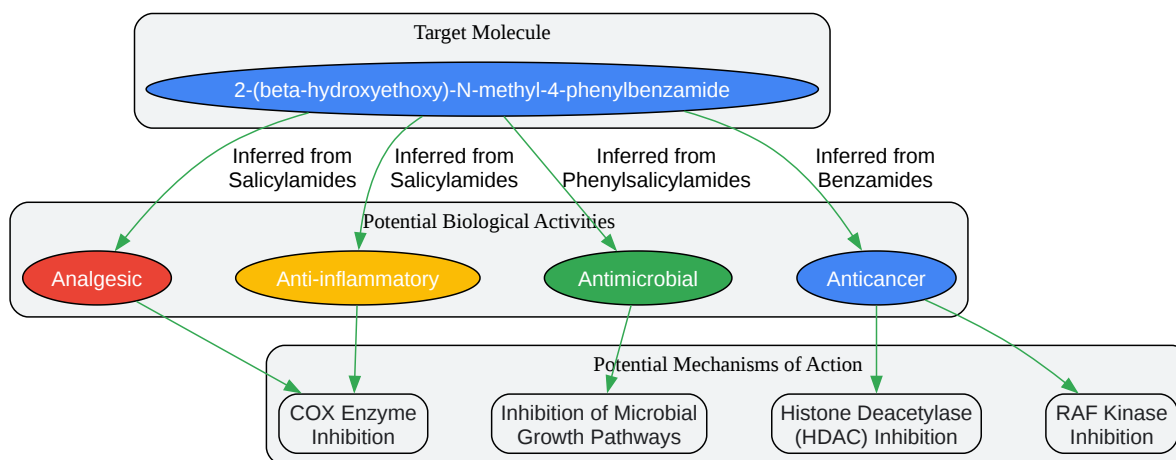 Target Molecule
2-(beta-hydroxyethoxy)-N-methyl-4-phenylbenzamide
Inferred from
Salicylamides
Inferred from
Salicylamides
Inferred from
Phenylsalicylamides
Inferred from
Benzamides
Potential Biological Activities
Analgesic
Anti-inflammatory
Antimicrobial
Anticancer
Potential Mechanisms of Action
COX Enzyme
Inhibition
Inhibition of Microbial
Growth Pathways
Histone Deacetylase
(HDAC) Inhibition
RAF Kinase
Inhibition